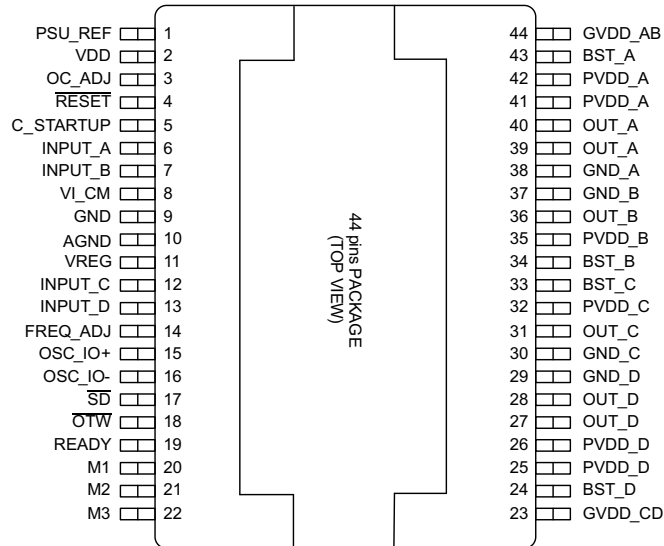 PSU_REF 1
VDD 2
OC_ADJ 3
RESET 4
C_STARTUP 5
INPUT_A 6
INPUT_B 7
VI_CM 8
GND 9
AGND 10
VREG 11
INPUT_C 12
INPUT_D 13
FREQ_ADJ 14
OSC_IO+ 15
OSC_IO- 16
SD 17
OTW 18
READY 19
M1 20
M2 21
M3 22
44 pins PACKAGE
(TOP VIEW)
44 GVDD_AB
43 BST_A
42 PVDD_A
41 PVDD_A
40 OUT_A
39 OUT_A
38 GND_A
37 GND_B
36 OUT_B
35 PVDD_B
34 BST_B
33 BST_C
32 PVDD_C
31 OUT_C
30 GND_C
29 GND_D
28 OUT_D
27 OUT_D
26 PVDD_D
25 PVDD_D
24 BST_D
23 GVDD_CD